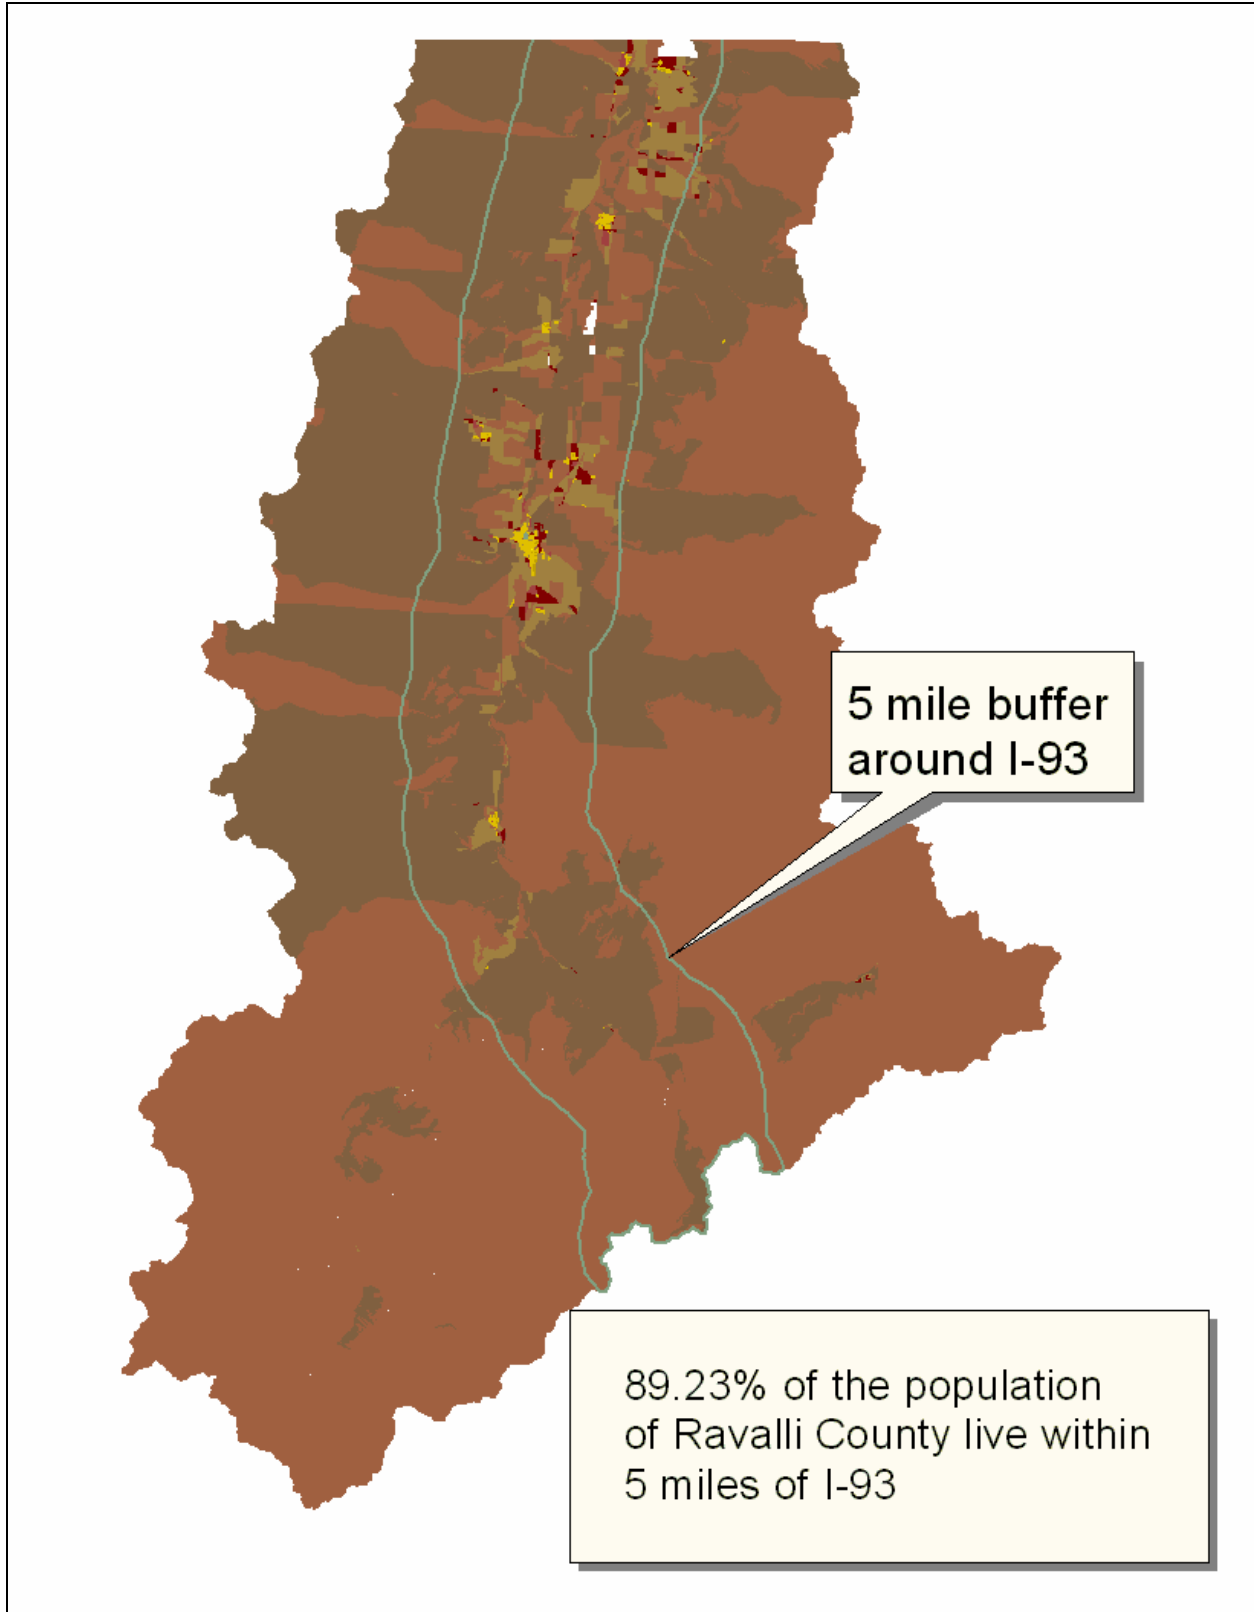 5 mile buffer
around I-93
89.23% of the population
of Ravalli County live within
5 miles of I-93